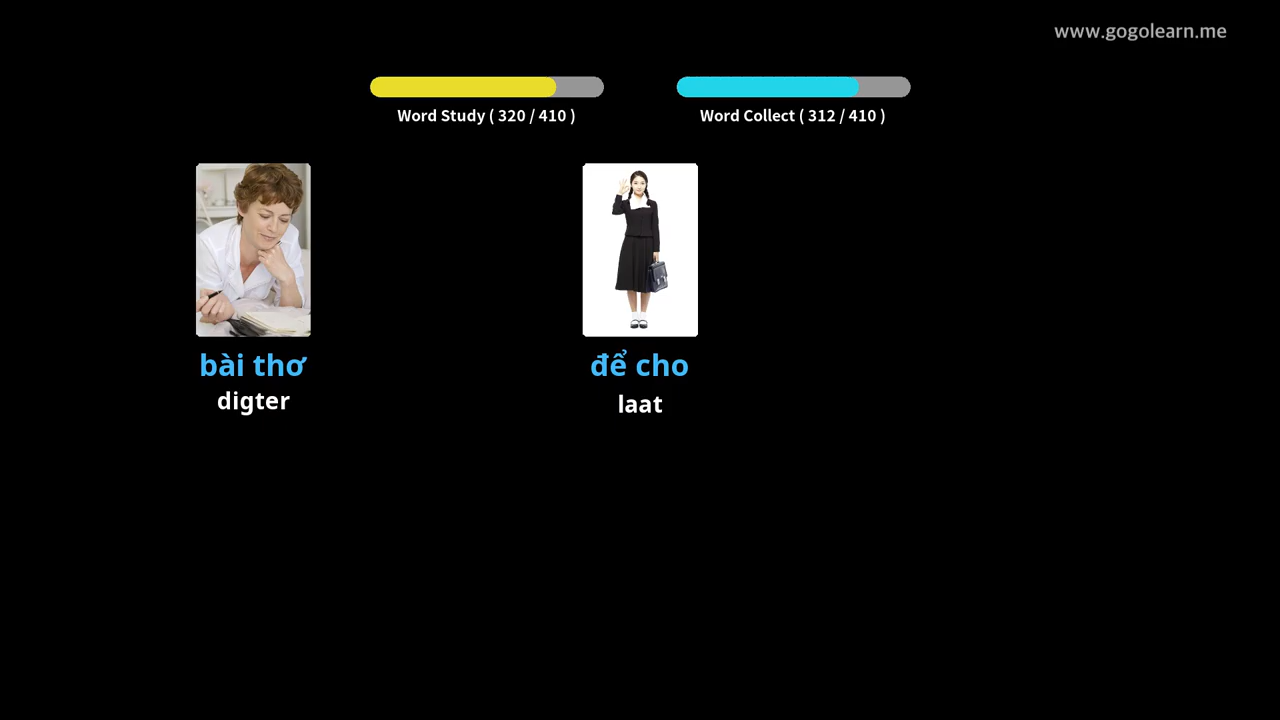 www.gogolearn.me
Word Study ( 320 / 410 )
Word Collect ( 312 / 410 )
bài thơ
digter
để cho
laat